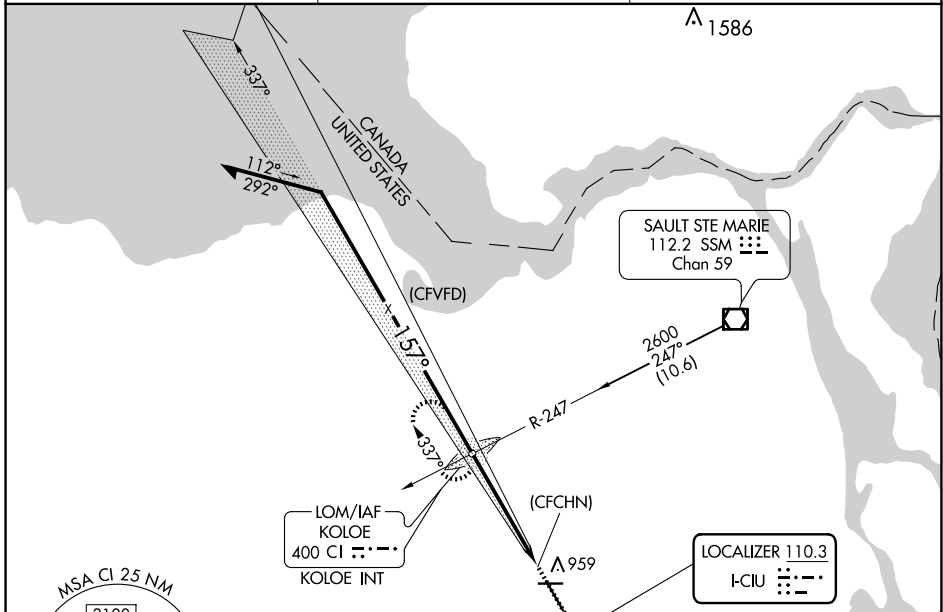 1586
337°
CANADA
UNITED STATES
112°
292°
SAULT STE MARIE
112.2 SSM
Chan 59
(CFVFD)
157°
2600
247°
(10.6)
R-247
337°
LOM/IAF
KOLOE
400 CI
KOLOE INT
(CFCHN)
959
LOCALIZER 110.3
I-CIU
MSA CI 25 NM